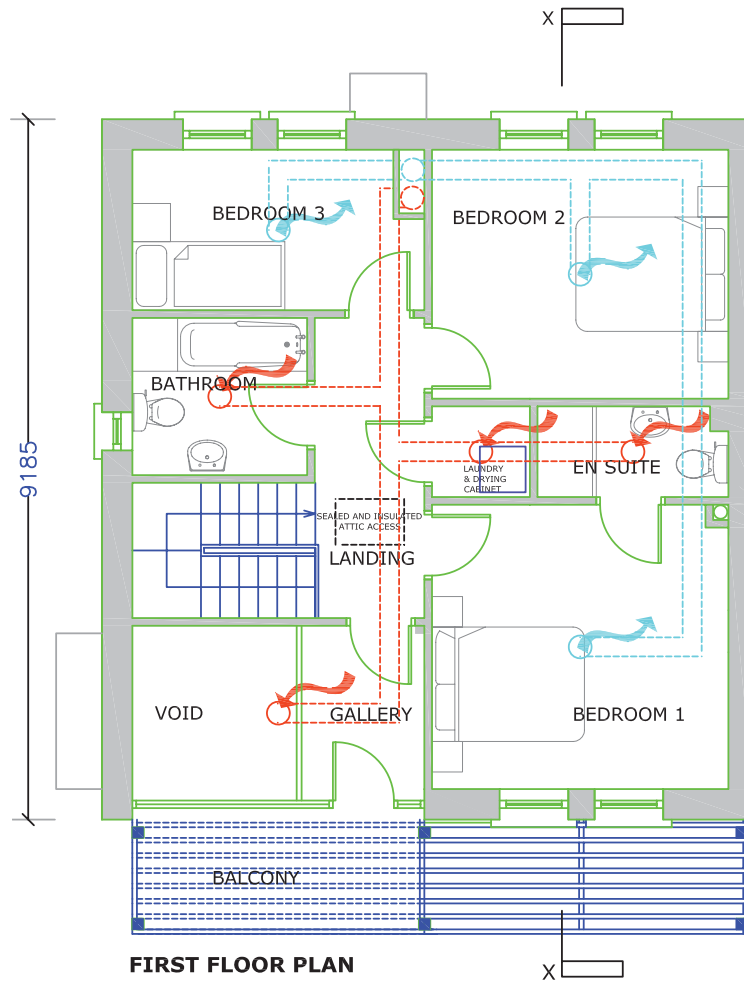 X
BEDROOM 3
BEDROOM 2
BATHROOM
9185
LAUNDRY
& DRYING
CABINET
EN SUITE
SEALED AND INSULATED
ATTIC ACCESS
LANDING
VOID
GALLERY
BEDROOM 1
BALCONY
FIRST FLOOR PLAN
X